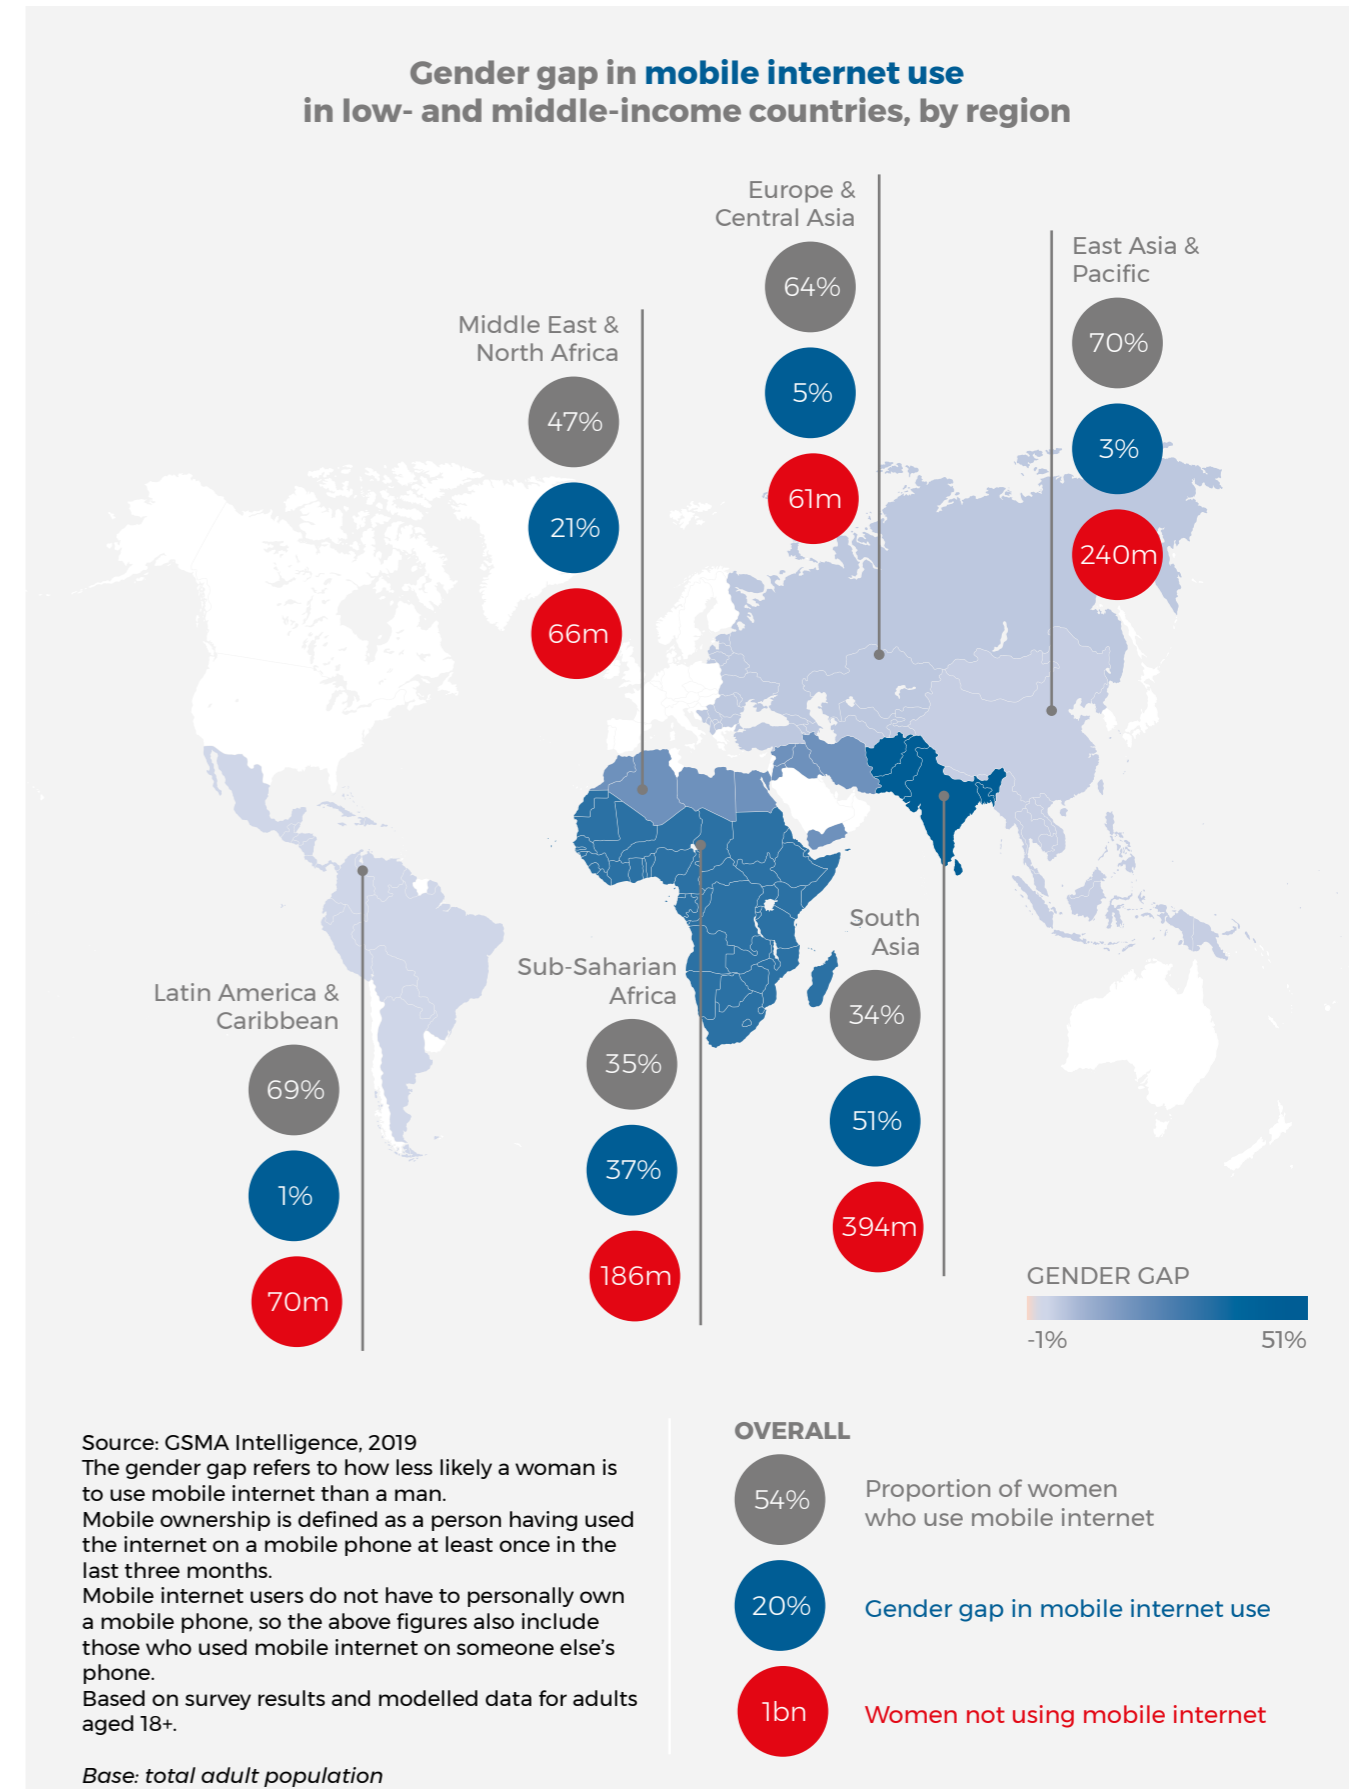 Gender gap in mobile internet use
in low- and middle-income countries, by region
Europe &
Central Asia
64%
5%
61m
East Asia &
Pacific
70%
3%
240m
Middle East &
North Africa
47%
21%
66m
Latin America &
Caribbean
69%
1%
70m
Sub-Saharian
Africa
35%
37%
186m
South
Asia
34%
51%
394m
GENDER GAP
-1%
51%
Source: GSMA Intelligence, 2019
The gender gap refers to how less likely a woman is
to use mobile internet than a man.
Mobile ownership is defined as a person having used
the internet on a mobile phone at least once in the
last three months.
Mobile internet users do not have to personally own
a mobile phone, so the above figures also include
those who used mobile internet on someone else's
phone.
Based on survey results and modelled data for adults
aged 18+.
Base: total adult population
OVERALL
54%
Proportion of women
who use mobile internet
20%
Gender gap in mobile internet use
1bn
Women not using mobile internet